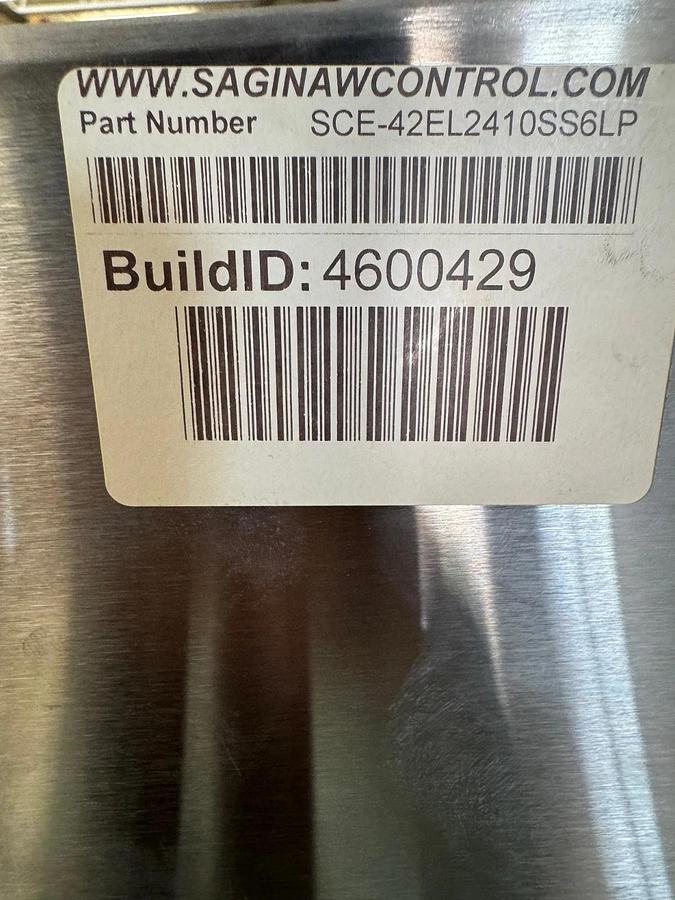 WWW.SAGINAWCONTROL.COM
Part Number SCE-42EL2410SS6LP
BuildID: 4600429